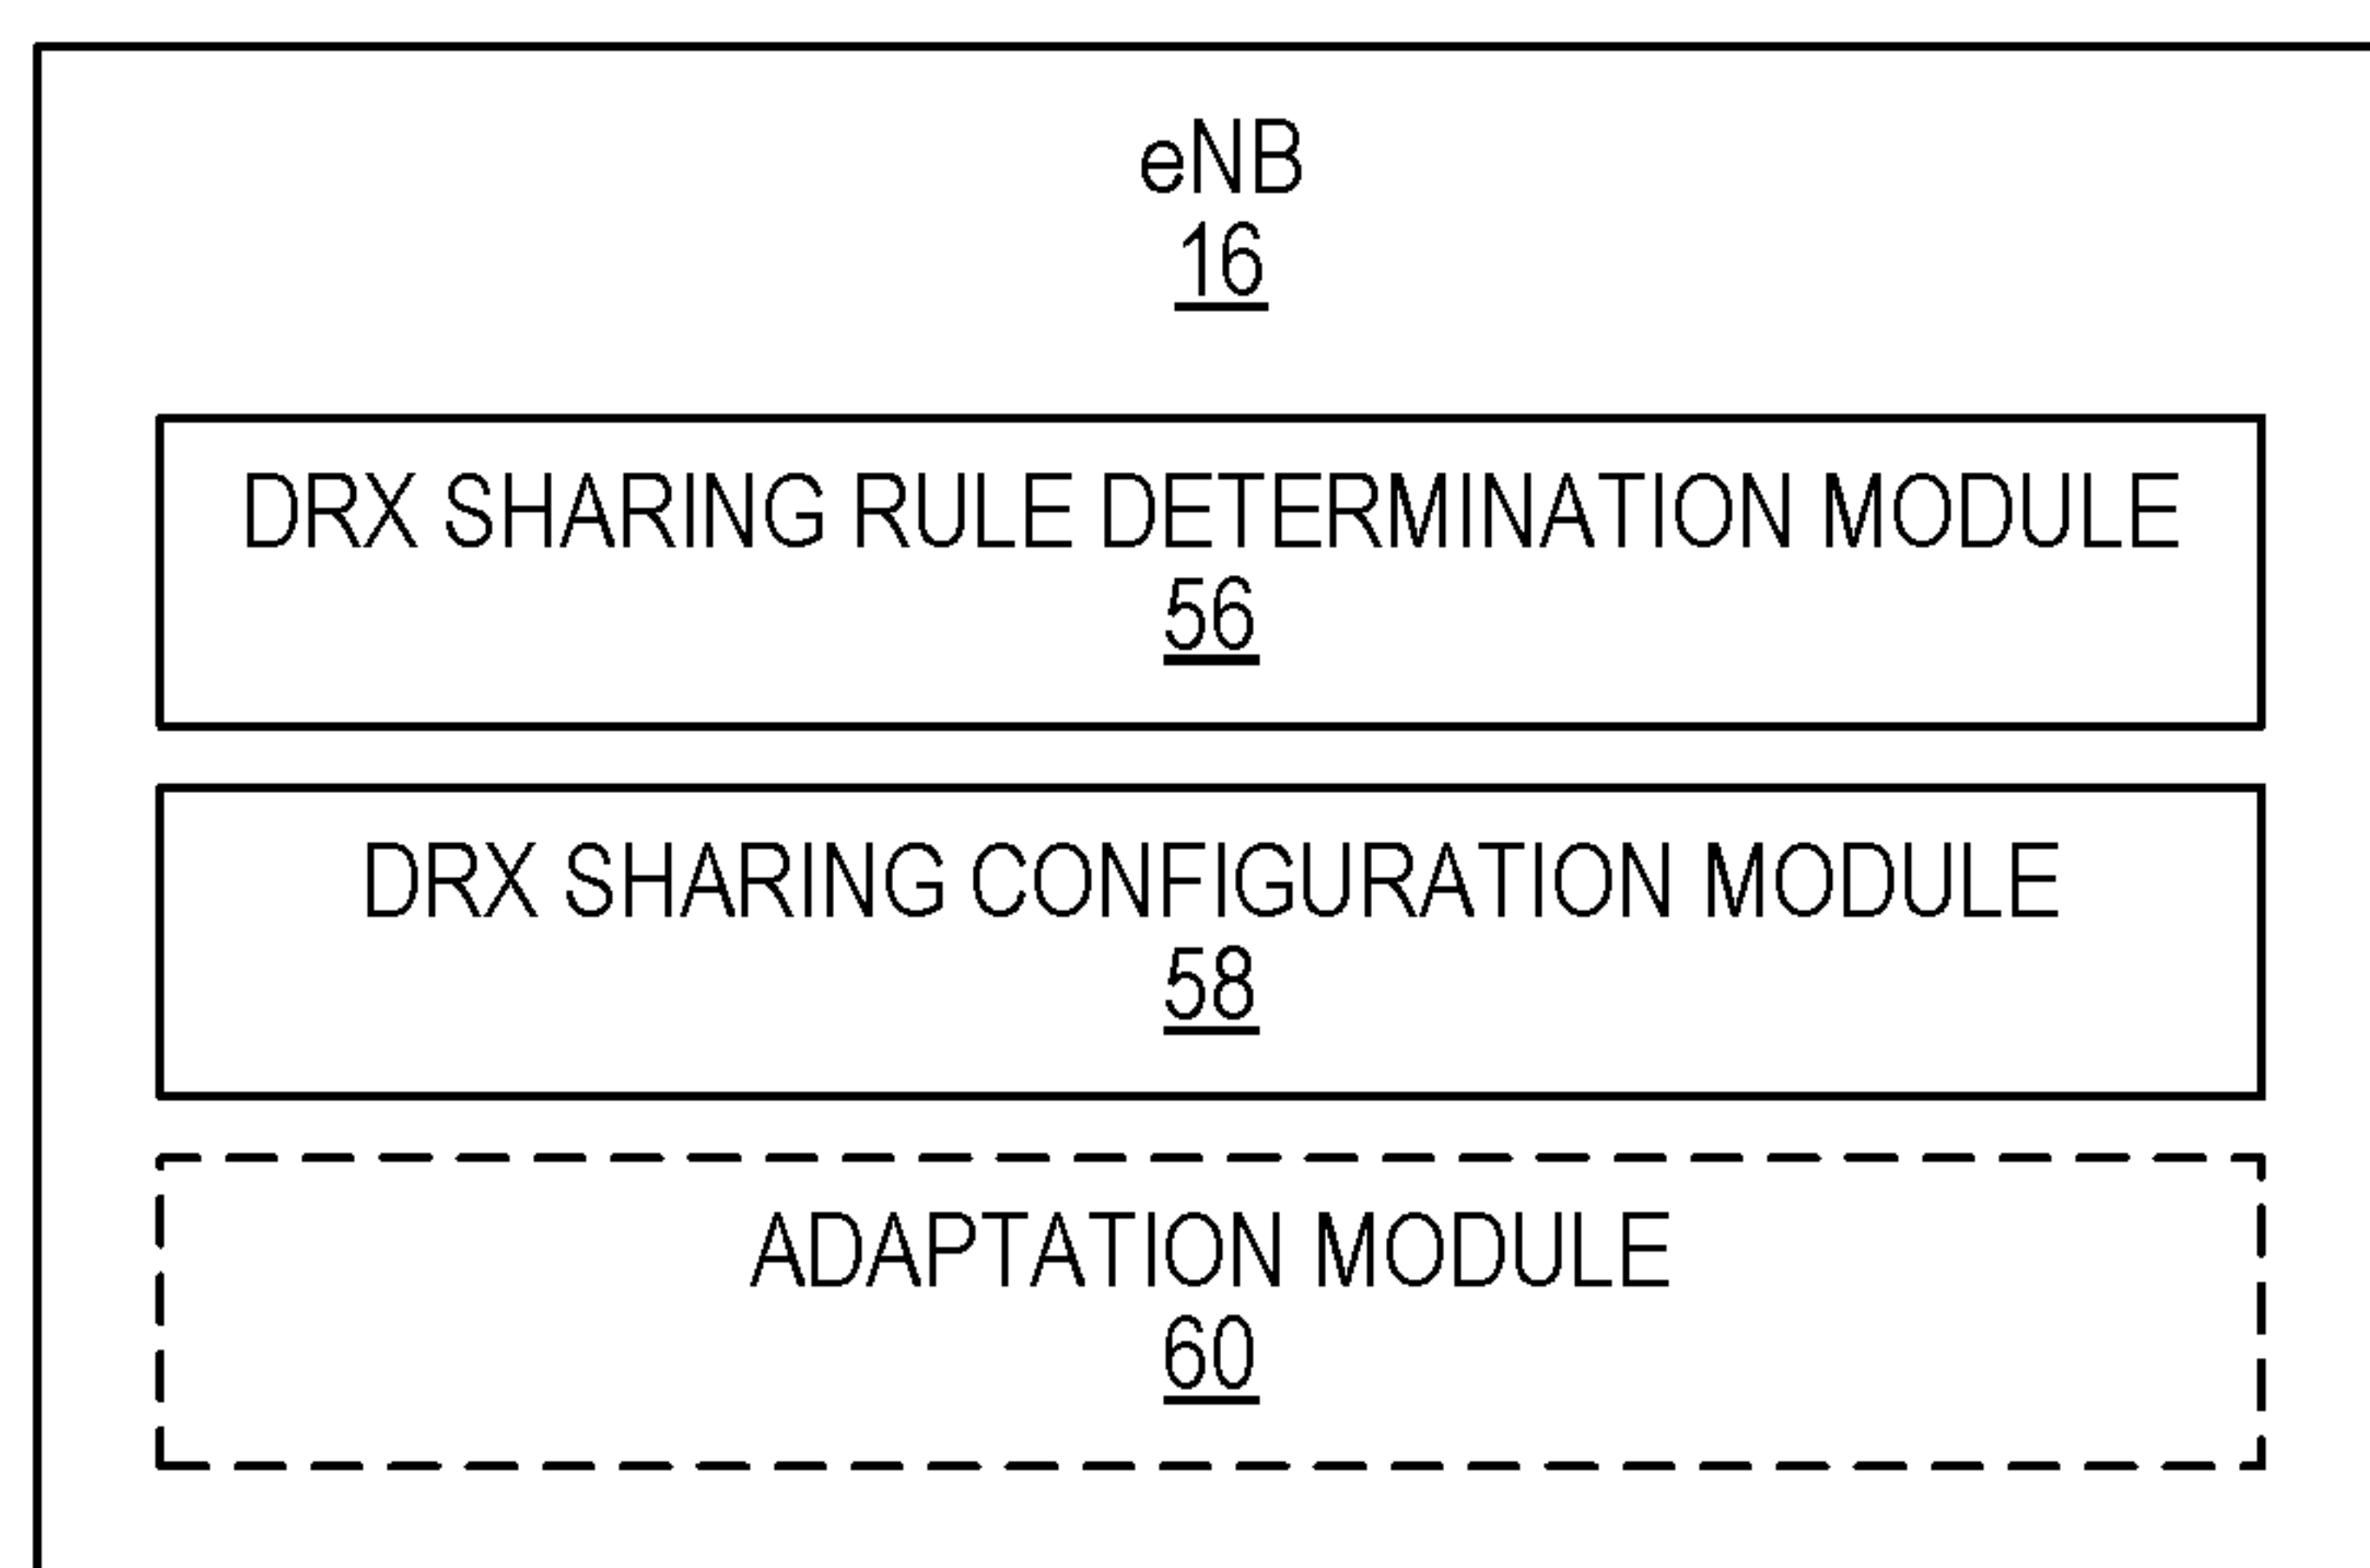 eNB
16
DRX SHARING RULE DETERMINATION MODULE
56
DRX SHARING CONFIGURATION MODULE
58
ADAPTATION MODULE
60